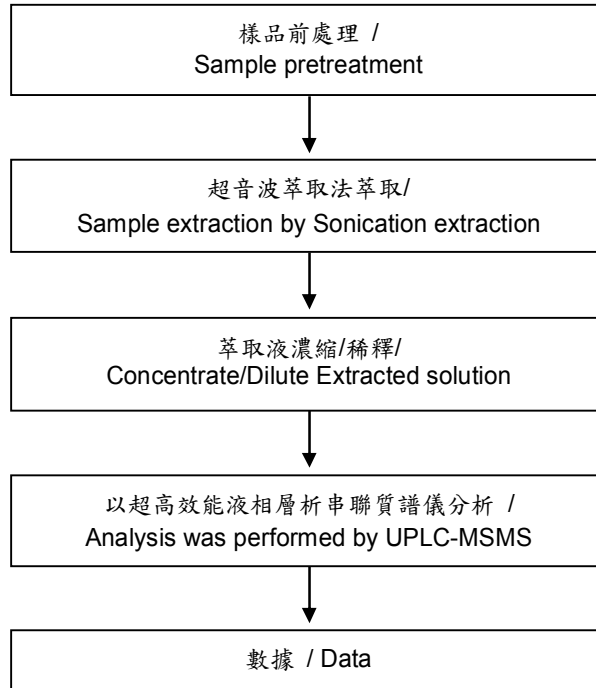 樣品前處理 /
Sample pretreatment
超音波萃取法萃取/
Sample extraction by Sonication extraction
萃取液濃縮/稀釋/
Concentrate/Dilute Extracted solution
以超高效能液相層析串聯質譜儀分析 /
Analysis was performed by UPLC-MSMS
數據 / Data